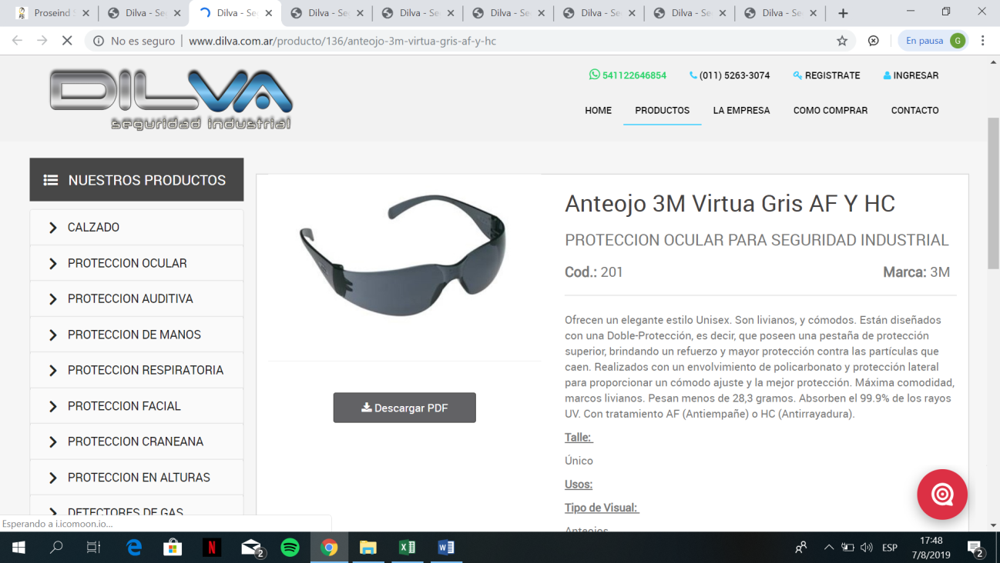 Proseind S
Dilva - Se
Dilva - Se
Dilva - Se
Dilva - Se
Dilva - Se
Dilva - Se
Dilva - Se
Dilva - Se
No es seguro | www.dilva.com.ar/producto/136/anteojo-3m-virtua-gris-af-y-hc
En pausa G
DILVA
seguridad industrial
541122646854 (011) 5263-3074 REGISTRATE INGRESAR
HOME PRODUCTOS LA EMPRESA COMO COMPRAR CONTACTO
NUESTROS PRODUCTOS
CALZADO
PROTECCION OCULAR
PROTECCION AUDITIVA
PROTECCION DE MANOS
PROTECCION RESPIRATORIA
PROTECCION FACIAL
PROTECCION CRANEANA
PROTECCION EN ALTURAS
DETECTORES DE GAS
Descargar PDF
Anteojo 3M Virtua Gris AF Y HC
PROTECCION OCULAR PARA SEGURIDAD INDUSTRIAL
Cod.: 201 Marca: 3M
Ofrecen un elegante estilo Unisex. Son livianos, y cómodos. Están diseñados
con una Doble-Protección, es decir, que poseen una pestaña de protección
superior, brindando un refuerzo y mayor protección contra las partículas que
caen. Realizados con un envolvimiento de policarbonato y protección lateral
para proporcionar un cómodo ajuste y la mejor protección. Máxima comodidad,
marcos livianos. Pesan menos de 28,3 gramos. Absorben el 99.9% de los rayos
UV. Con tratamiento AF (Antiempañe) o HC (Antirrayadura).
Talle:
Único
Usos:
Tipo de Visual:
Anteojos
Esperando a i.icomoon.io...
2
ESP
17:48
7/8/2019
2